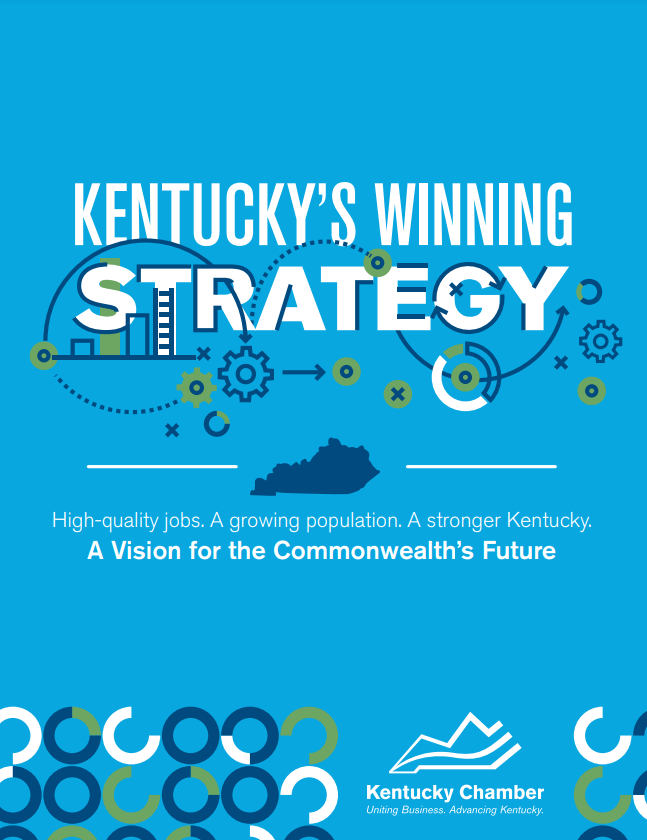 KENTUCKY'S WINNING
STRATEGY
High-quality jobs. A growing population. A stronger Kentucky.
A Vision for the Commonwealth's Future
Kentucky Chamber
Uniting Business. Advancing Kentucky.